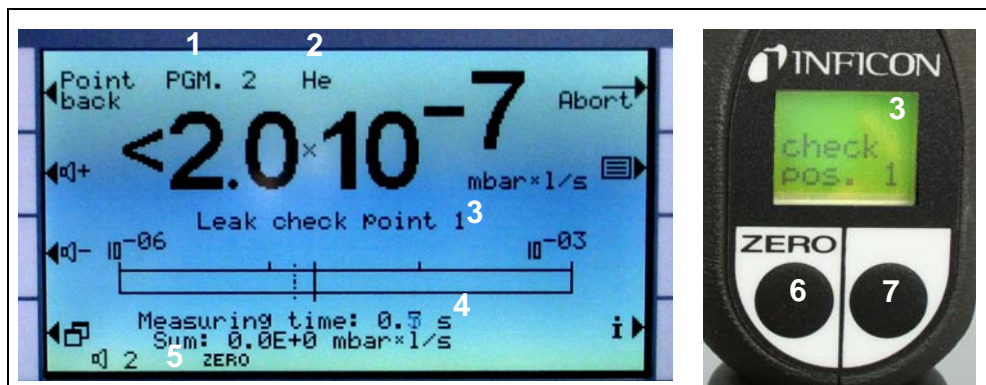 1 2
Point PGM. 2 He
back Abort
<2.0×10⁻⁷
mbar×l/s
Leak check point 1 3
10⁻⁰⁶ 10⁻⁰³
4
Measuring time: 0. s
Sum: 0.0E+0 mbar×l/s i
2 5 ZERO
INFICON
3
check
pos. 1
ZERO
6 7